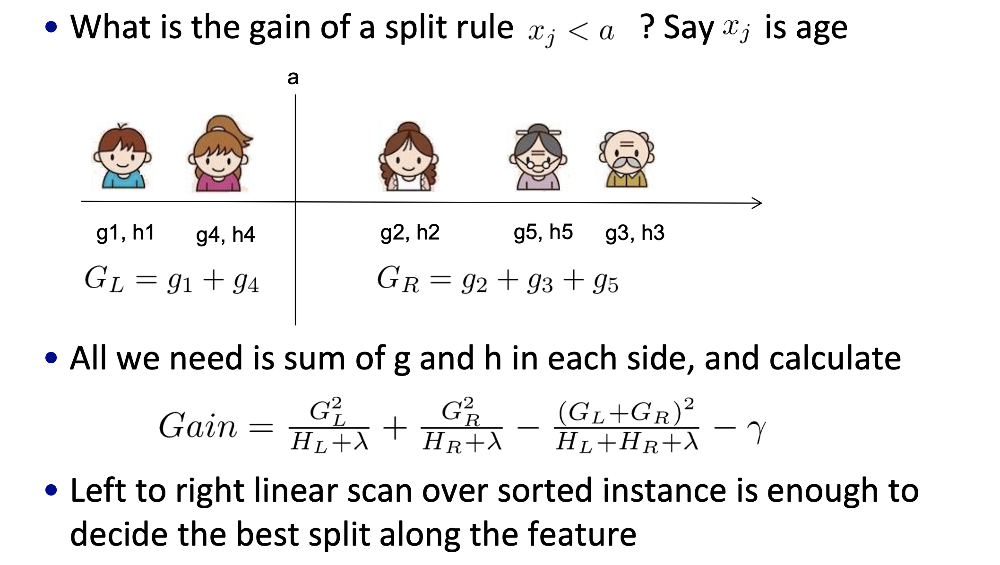 • What is the gain of a split rule $x_j < a$ ? Say $x_j$ is age
a
g1, h1 g4, h4 g2, h2 g5, h5 g3, h3
$G_L = g_1 + g_4$ $G_R = g_2 + g_3 + g_5$
• All we need is sum of g and h in each side, and calculate
$Gain = \frac{G_L^2}{H_L+\lambda} + \frac{G_R^2}{H_R+\lambda} - \frac{(G_L+G_R)^2}{H_L+H_R+\lambda} - \gamma$
• Left to right linear scan over sorted instance is enough to
decide the best split along the feature